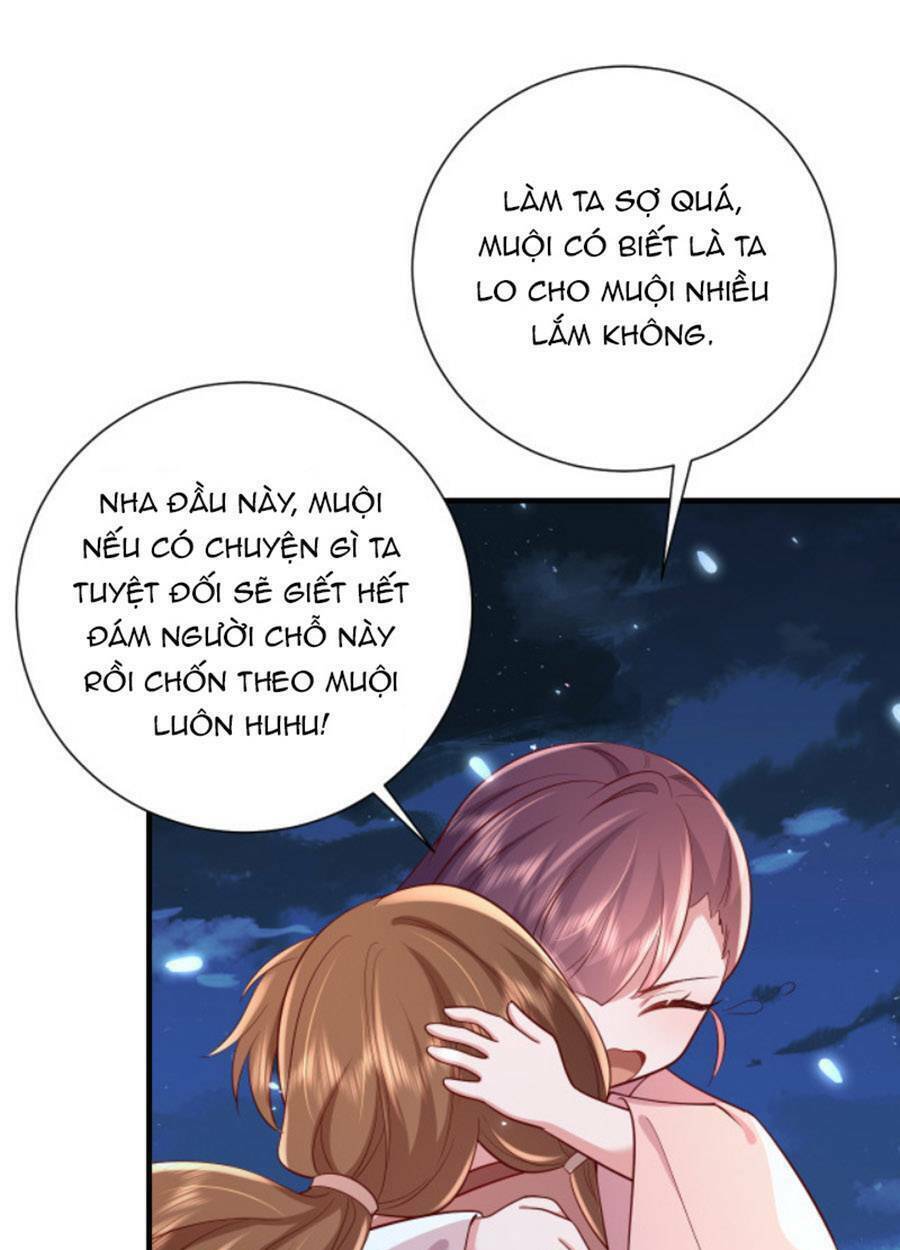 LÀM TA SỢ QUÁ,
MUỘI CÓ BIẾT LÀ TA
LO CHO MUỘI NHIỀU
LẮM KHÔNG.
NHA ĐẦU NÀY, MUỘI
NẾU CÓ CHUYỆN GÌ TA
TUYỆT ĐỐI SẼ GIẾT HẾT
ĐÁM NGƯỜI CHỖ NÀY
RỒI CHỐN THEO MUỘI
LUÔN HUHU!